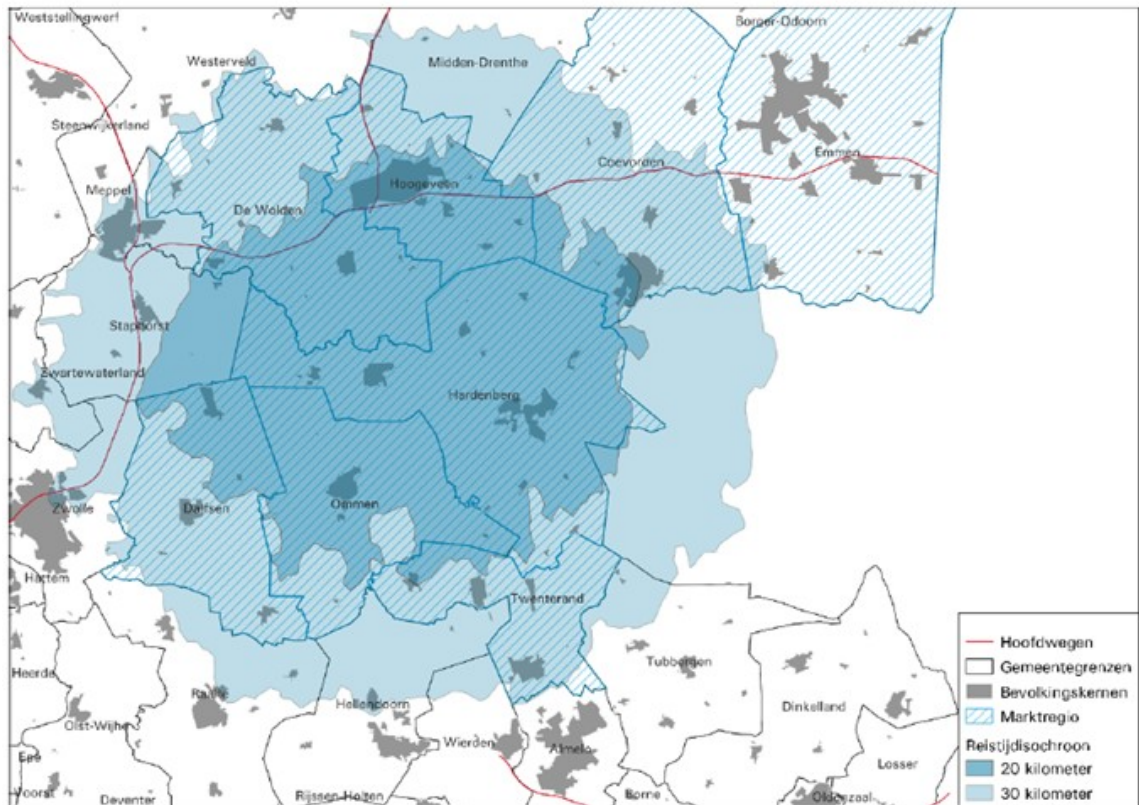 Weststellingwerf
Borger-Odoorn
Westerveld
Midden-Drenthe
Steenwijkerland
Emmen
Coevorden
Hoogeveen
Meppel
De Wolden
Staphorst
Zwartewaterland
Hardenberg
Zwolle
Dalfsen
Ommen
Hattem
Twenterand
Hoofdwegen
Gemeentegrenzen
Bevolkingskernen
Marktregio
Reistijdisochroon
20 kilometer
30 kilometer
Heerde
Tubbergen
Raalte
Hellendoorn
Dinkelland
Olst-Wijhe
Wierden
Almelo
Epe
Losser
Voorst
Deventer
Rijssen-Holten
Borne
Oldenzaal